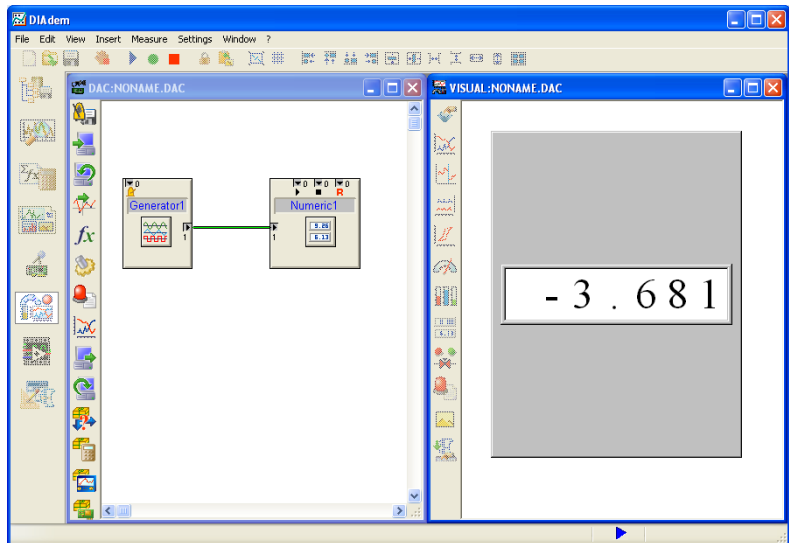 DIAdem
File Edit View Insert Measure Settings Window ?
DAC:NONAME.DAC
VISUAL:NONAME.DAC
0
0 0 0
R
Generator1
Numeric1
9.26
6.13
1
1
-3.681
Σfx
fx